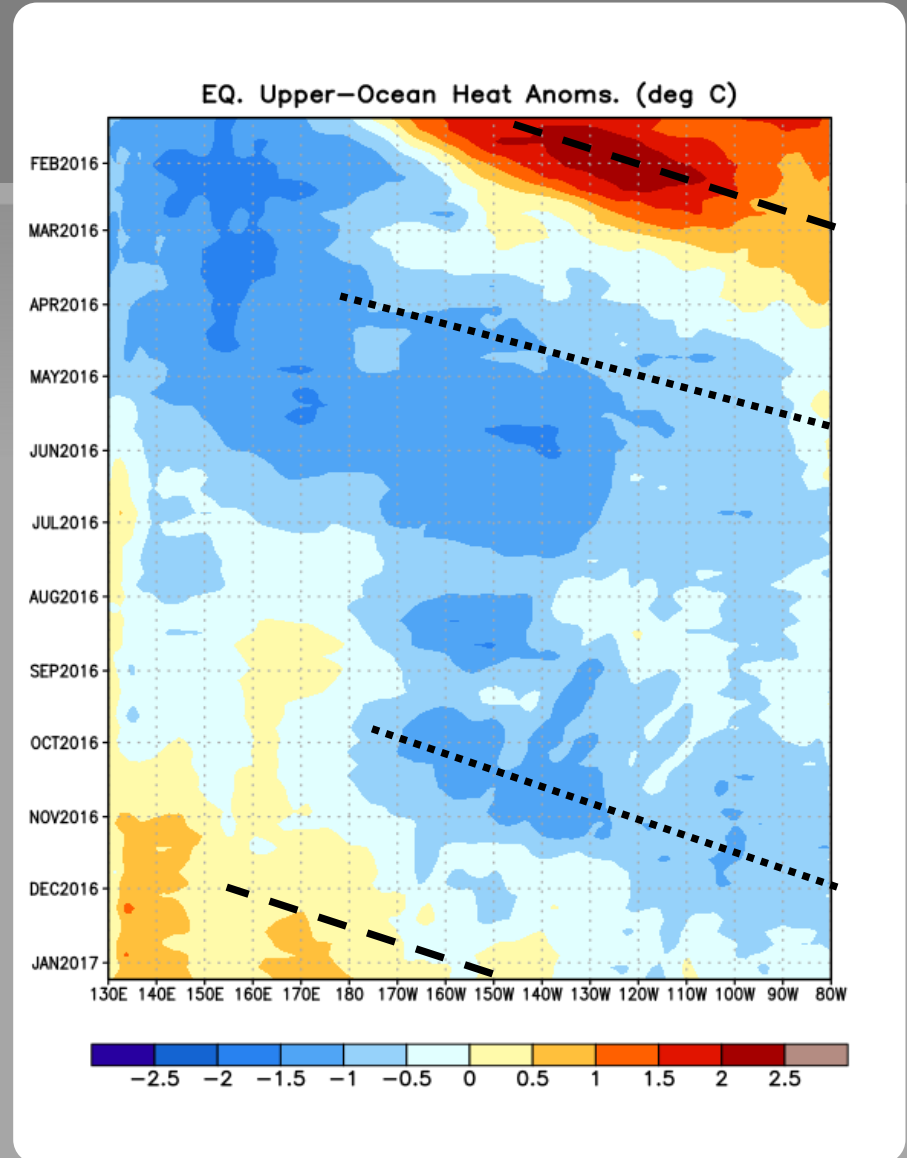 EQ. Upper-Ocean Heat Anoms. (deg C)
FEB2016
MAR2016
APR2016
MAY2016
JUN2016
JUL2016
AUG2016
SEP2016
OCT2016
NOV2016
DEC2016
JAN2017
130E 140E 150E 160E 170E 180 170W 160W 150W 140W 130W 120W 110W 100W 90W 80W
-2.5 -2 -1.5 -1 -0.5 0 0.5 1 1.5 2 2.5